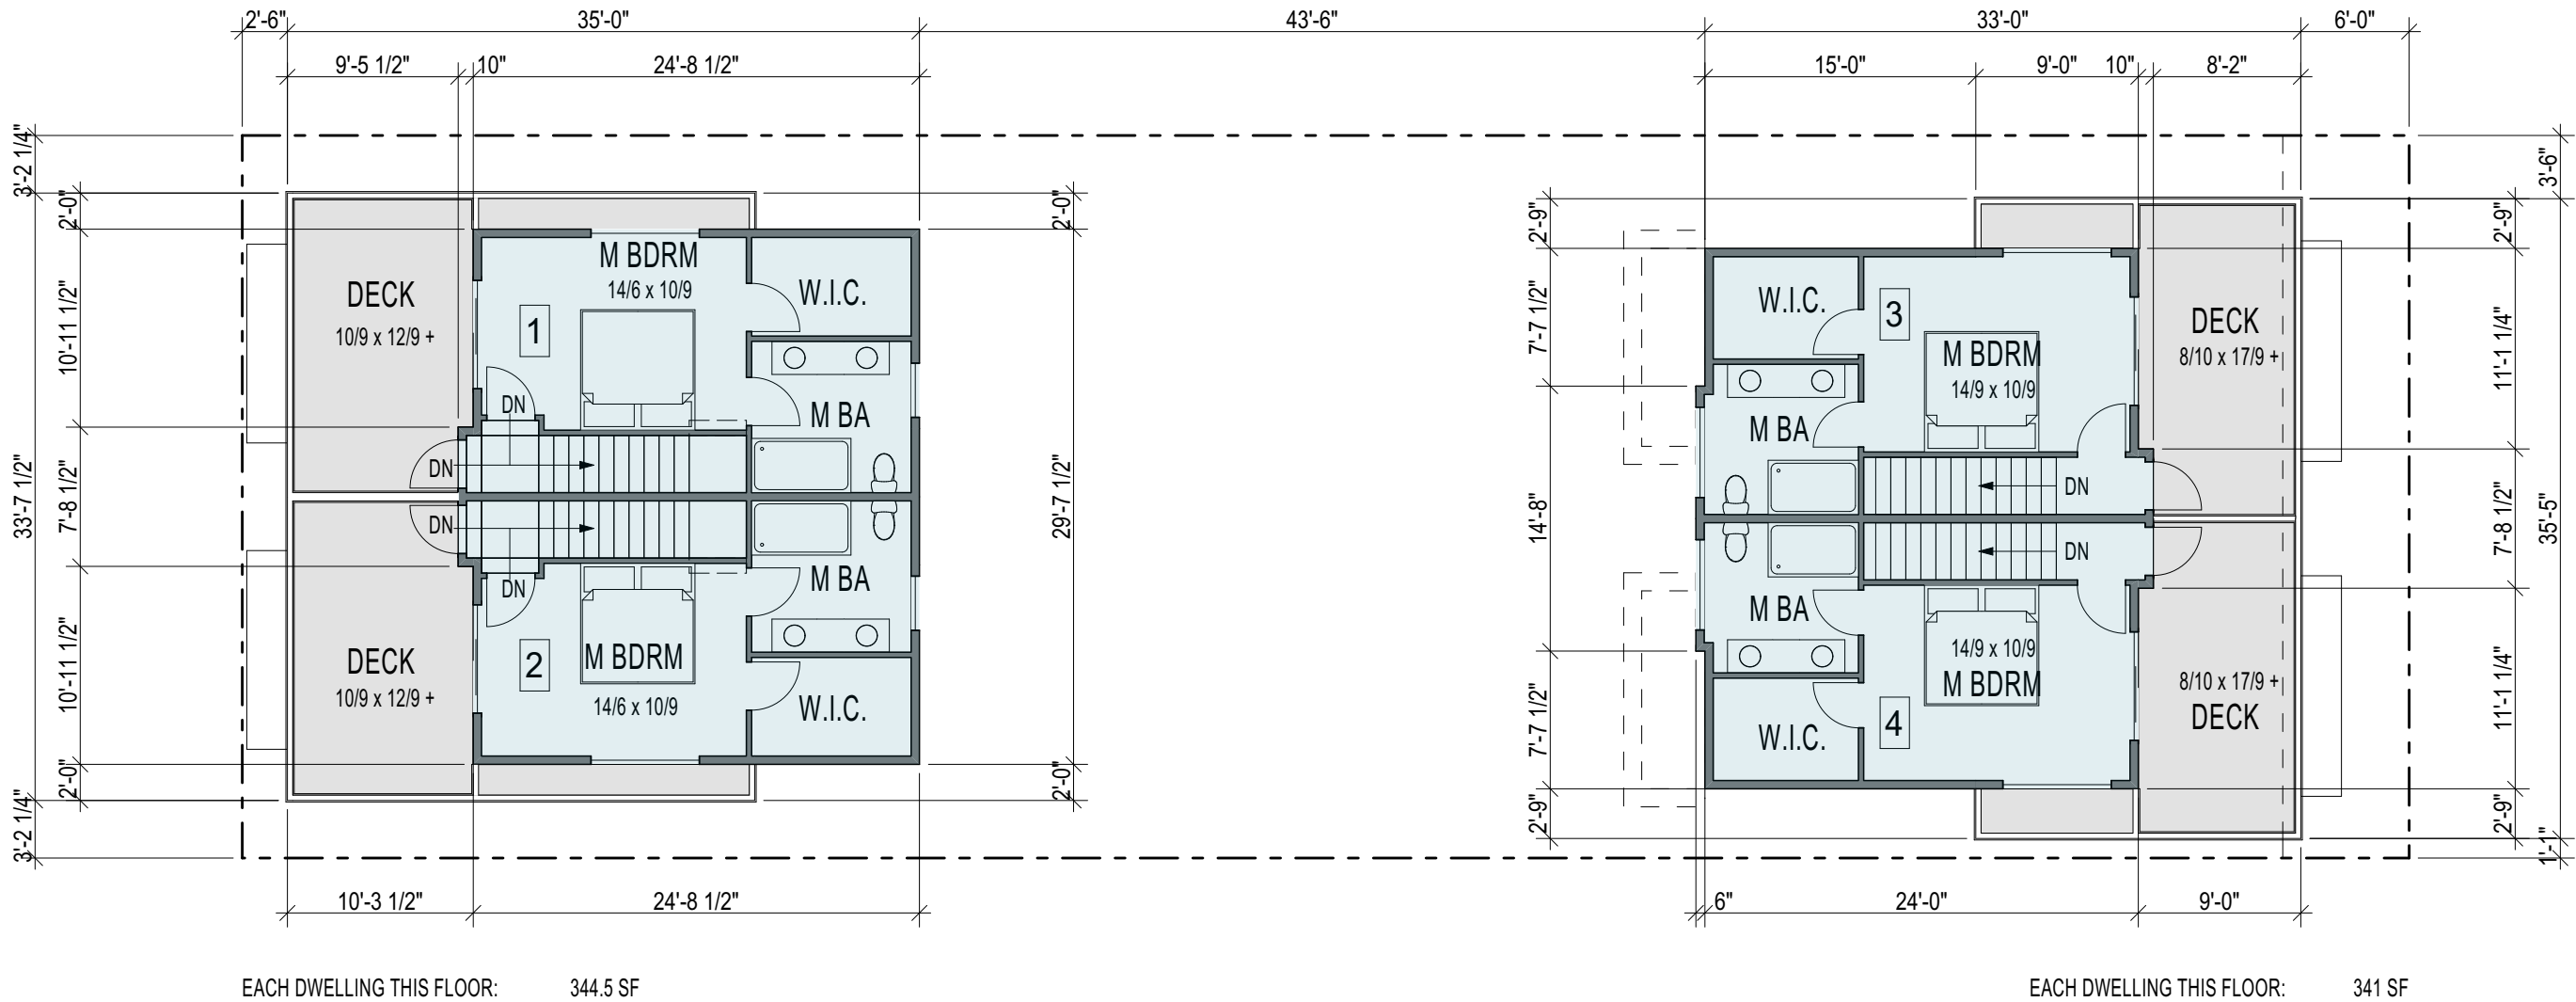 2'-6" 35'-0" 43'-6" 33'-0" 6'-0"
9'-5 1/2" 10" 24'-8 1/2" 15'-0" 9'-0" 10" 8'-2"
3'-2 1/4"
33'-7 1/2"
3'-2 1/4"
2'-0"
10'-11 1/2"
7'-8 1/2"
10'-11 1/2"
2'-0"
DECK
10/9 x 12/9 +
1
M BDRM
14/6 x 10/9
W.I.C.
DN
M BA
DN
DN
DN
M BA
DECK
10/9 x 12/9 +
2
M BDRM
14/6 x 10/9
W.I.C.
2'-0"
29'-7 1/2"
2'-0"
2'-9"
7'-7 1/2"
14'-8"
7'-7 1/2"
2'-9"
W.I.C.
3
M BDRM
14/9 x 10/9
DECK
8/10 x 17/9 +
M BA
DN
DN
M BA
14/9 x 10/9
M BDRM
8/10 x 17/9 +
DECK
W.I.C.
4
2'-9"
11'-1 1/4"
7'-8 1/2"
11'-1 1/4"
2'-9"
3'-6"
35'-5"
1'-1"
10'-3 1/2" 24'-8 1/2" 6" 24'-0" 9'-0"
EACH DWELLING THIS FLOOR: 344.5 SF
EACH DWELLING THIS FLOOR: 341 SF